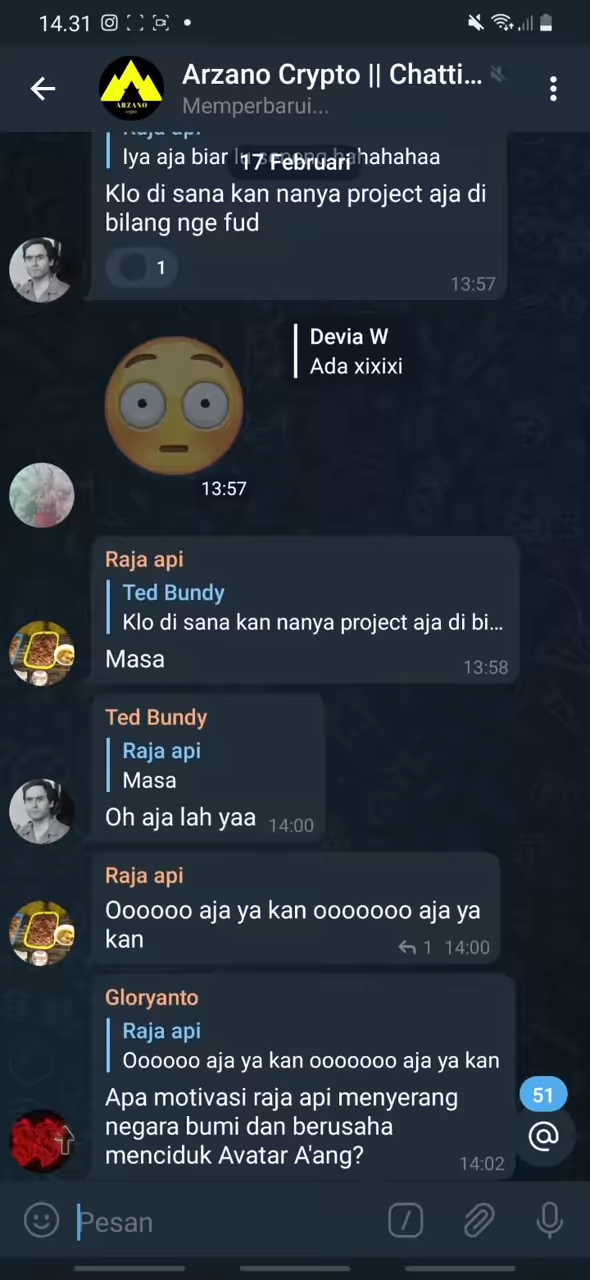 14.31
ARZANO
Arzano Crypto || Chatti...
Memperbarui...
17 Februari
Iya aja biar lu seneng hahahahaa
Klo di sana kan nanya project aja di
bilang nge fud
1
13:57
Devia W
Ada xixixi
13:57
Raja api
Ted Bundy
Klo di sana kan nanya project aja di bi...
Masa
13:58
Ted Bundy
Raja api
Masa
Oh aja lah yaa
14:00
Raja api
Oooooo aja ya kan ooooooo aja ya
kan
1 14:00
Gloryanto
Raja api
Oooooo aja ya kan ooooooo aja ya kan
Apa motivasi raja api menyerang
negara bumi dan berusaha
menciduk Avatar A'ang?
14:02
51
@
Pesan